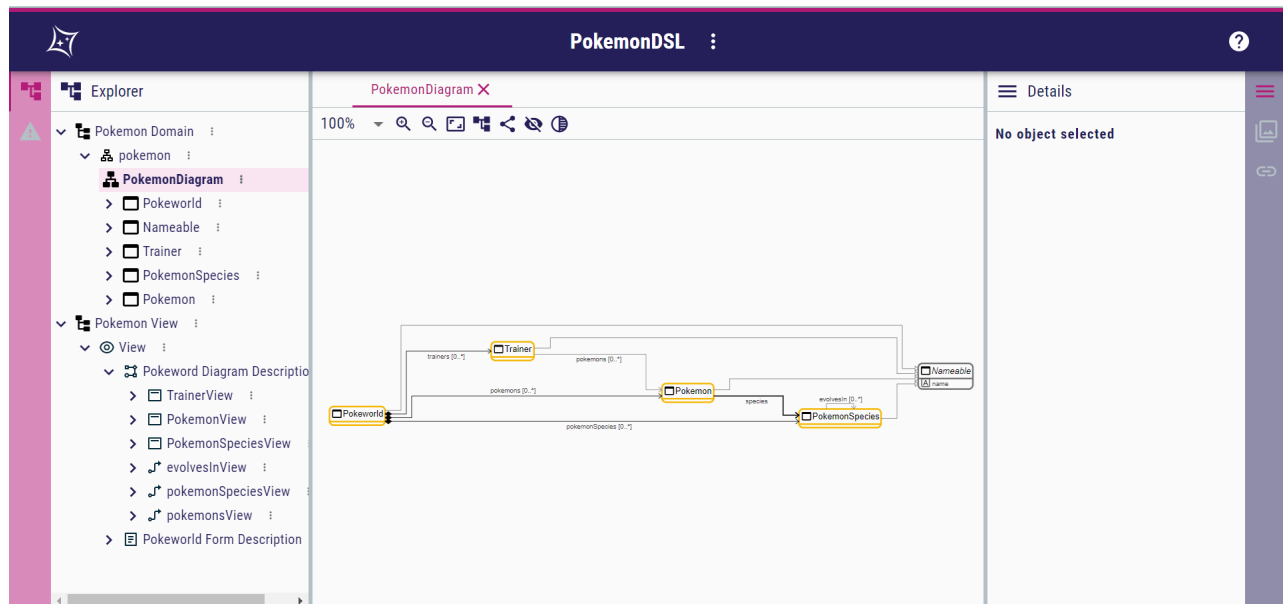 PokemonDSL
Explorer
PokemonDiagram
Details
100%
No object selected
Pokemon Domain
pokemon
PokemonDiagram
Pokeworld
Nameable
Trainer
PokemonSpecies
Pokemon
Pokemon View
View
Pokeword Diagram Descriptio
TrainerView
PokemonView
PokemonSpeciesView
evolvesInView
pokemonSpeciesView
pokemonsView
Pokeworld Form Description
Trainer
trainers [0..*]
pokemons [0..*]
Nameable
A name
pokemons [0..*]
Pokemon
species
evolvesIn [0..*]
Pokeworld
PokemonSpecies
pokemonSpecies [0..*]